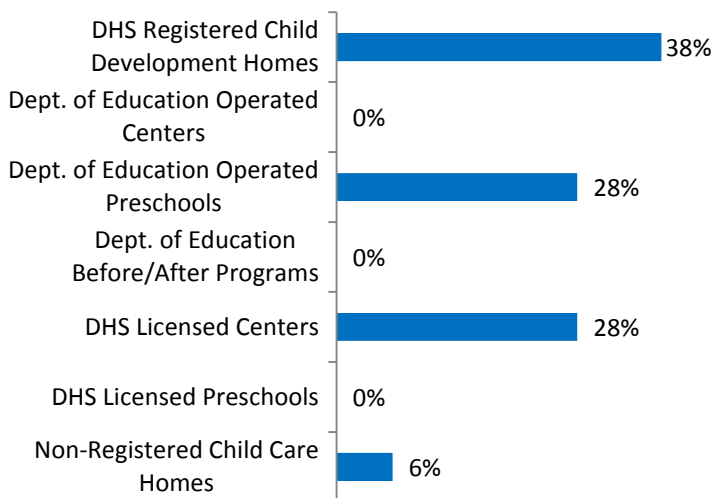 DHS Registered Child
Development Homes
38%
Dept. of Education Operated
Centers
0%
Dept. of Education Operated
Preschools
28%
Dept. of Education
Before/After Programs
0%
DHS Licensed Centers
28%
DHS Licensed Preschools
0%
Non-Registered Child Care
Homes
6%